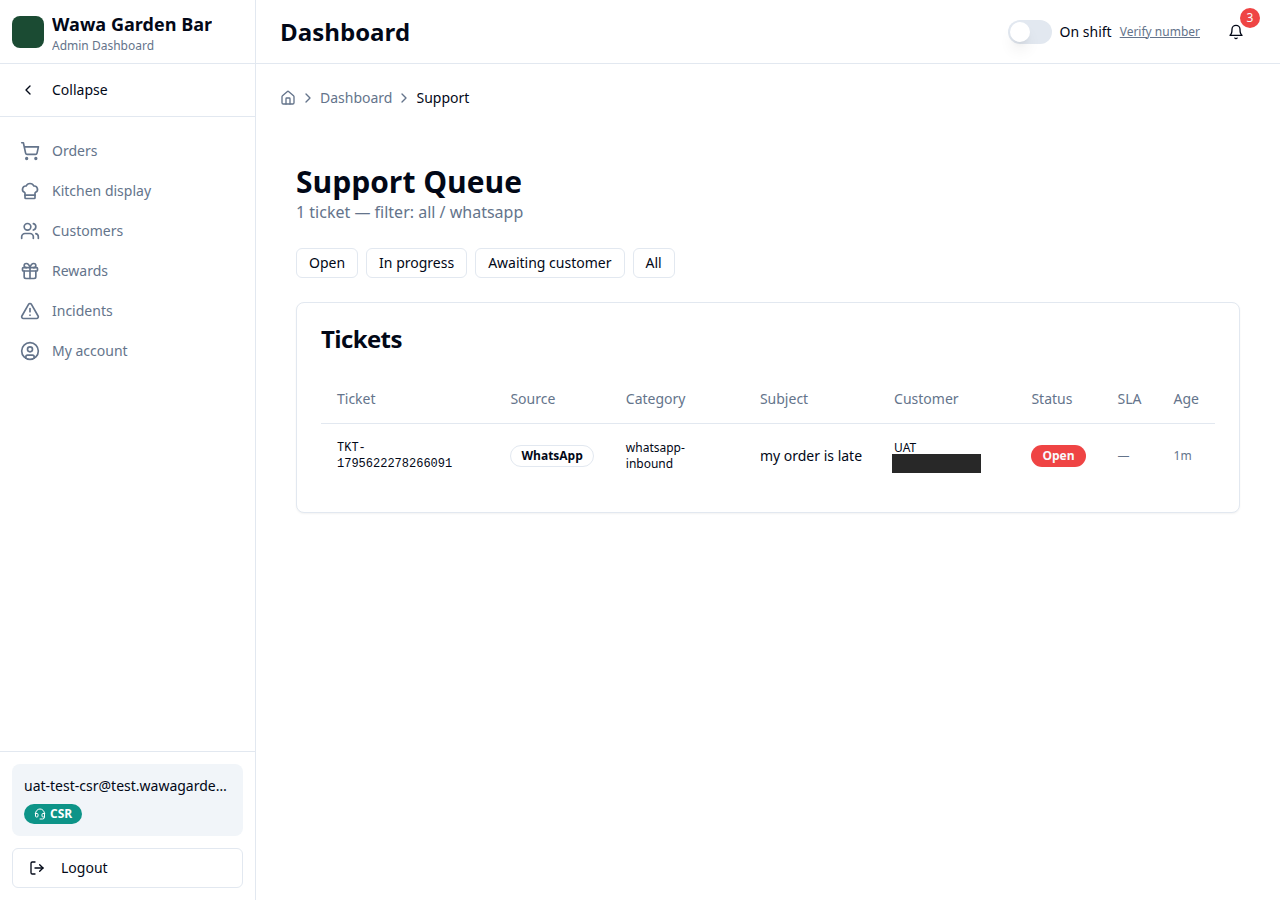 Wawa Garden Bar
Admin Dashboard
Dashboard
On shift
Verify number
3
Collapse
Dashboard
Support
Orders
Kitchen display
Customers
Rewards
Incidents
My account
Support Queue
1 ticket — filter: all / whatsapp
Open
In progress
Awaiting customer
All
Tickets
Ticket
Source
Category
Subject
Customer
Status
SLA
Age
TKT-
1795622278266091
WhatsApp
whatsapp-
inbound
my order is late
UAT
Open
—
1m
uat-test-csr@test.wawagarde...
CSR
Logout